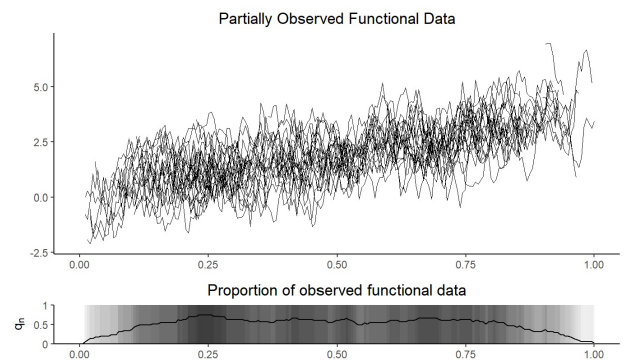 Partially Observed Functional Data
5.0
2.5
0.0
-2.5
0.00 0.25 0.50 0.75 1.00
Proportion of observed functional data
qn
1
0.5
0
0.00 0.25 0.50 0.75 1.00